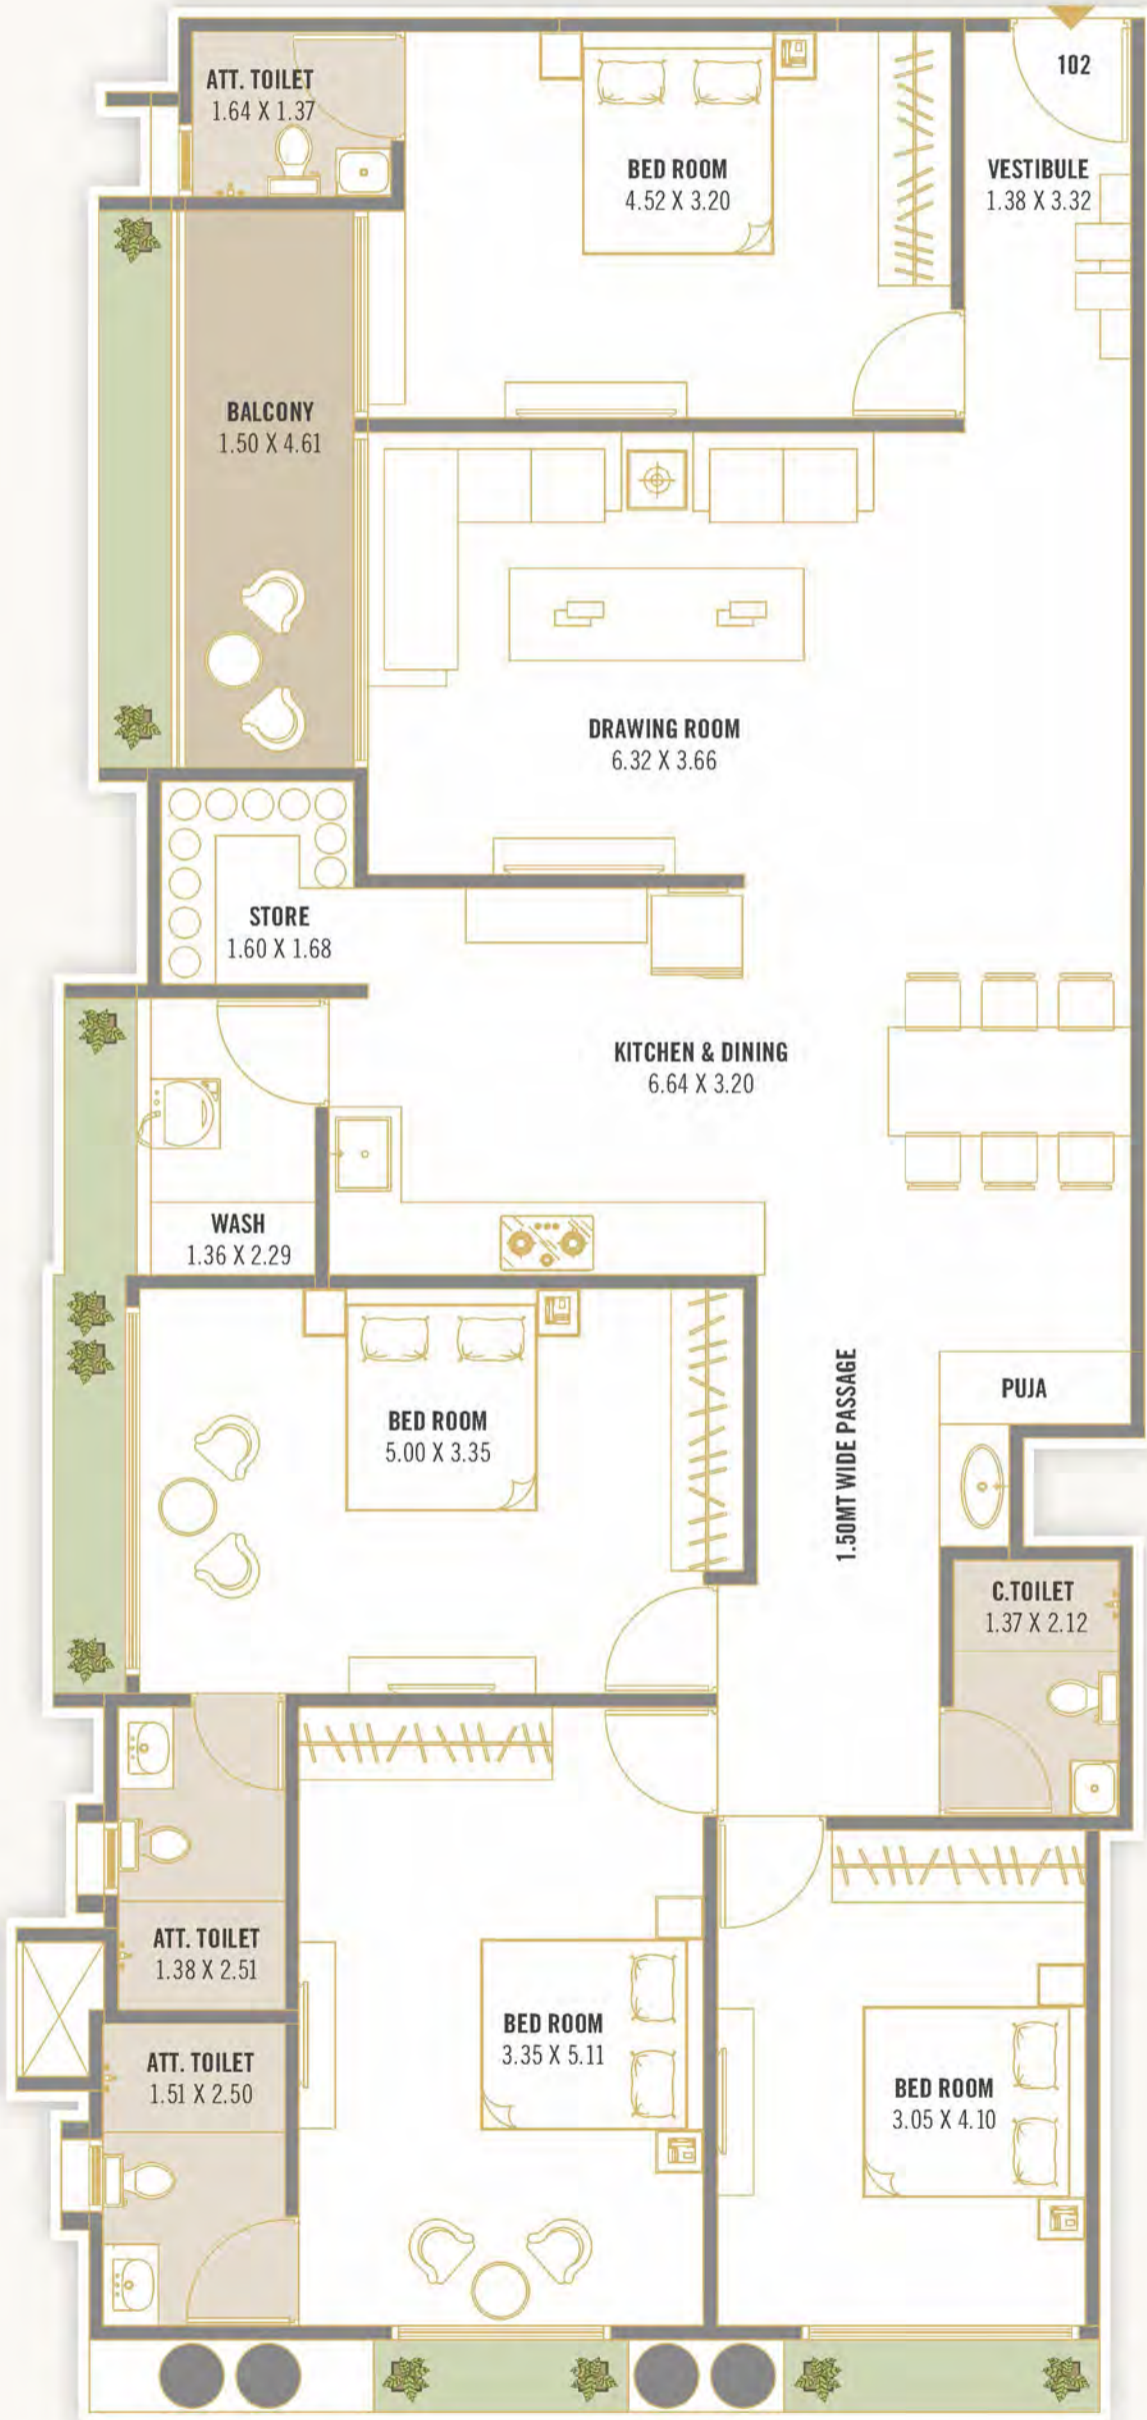 102
ATT. TOILET
1.64 X 1.37
BED ROOM
4.52 X 3.20
VESTIBULE
1.38 X 3.32
BALCONY
1.50 X 4.61
DRAWING ROOM
6.32 X 3.66
STORE
1.60 X 1.68
KITCHEN & DINING
6.64 X 3.20
WASH
1.36 X 2.29
PUJA
BED ROOM
5.00 X 3.35
1.50MT WIDE PASSAGE
C.TOILET
1.37 X 2.12
ATT. TOILET
1.38 X 2.51
BED ROOM
3.35 X 5.11
ATT. TOILET
1.51 X 2.50
BED ROOM
3.05 X 4.10